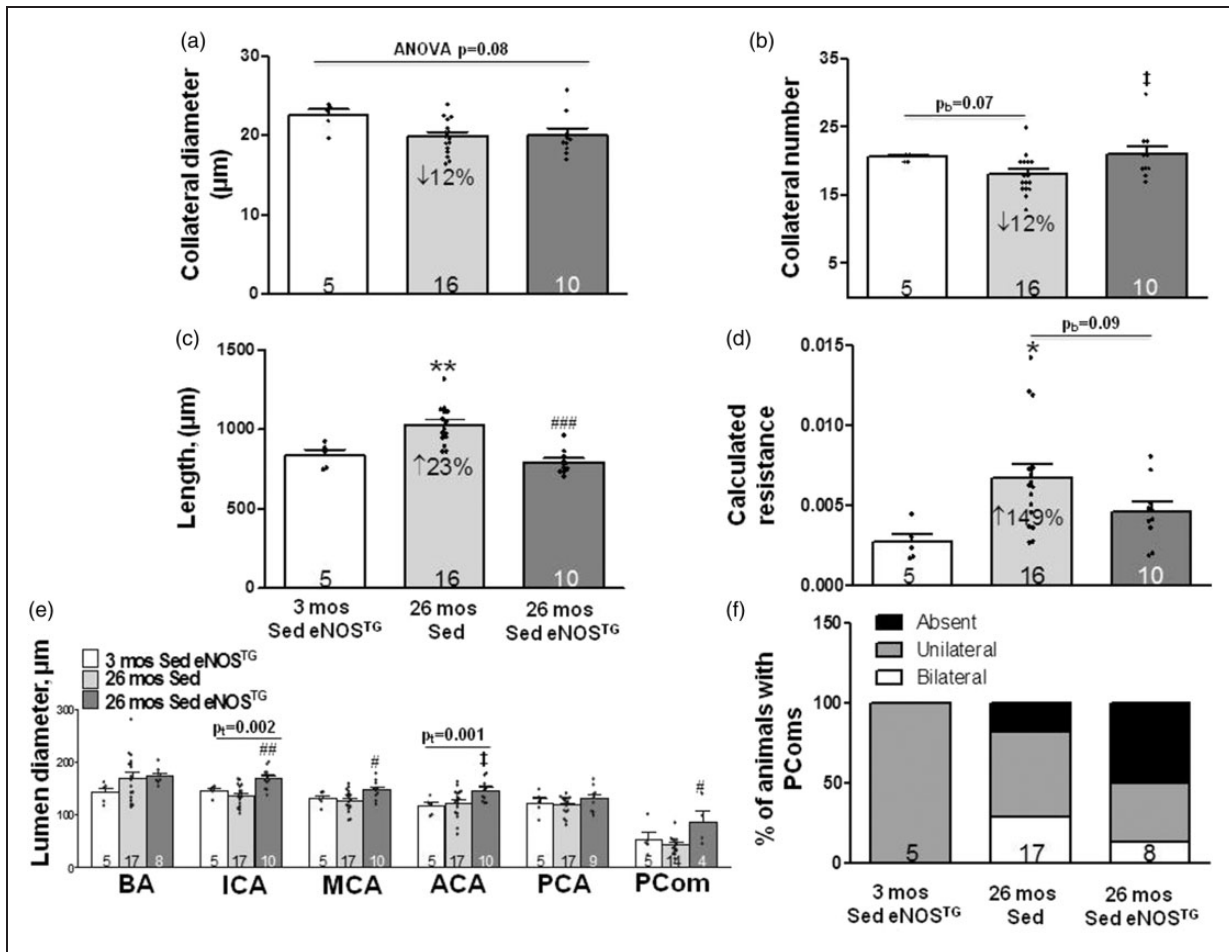 (a)
ANOVA p=0.08
Collateral diameter
(μm)
30
20
10
0
↓12%
5
16
10
(b)
Collateral number
35
25
15
5
p_b=0.07
‡
↓12%
5
16
10
(c)
Length, (μm)
1500
1000
500
0
**
###
↑23%
5
16
10
3 mos
Sed eNOS^TG
26 mos
Sed
26 mos
Sed eNOS^TG
(d)
p_b=0.09
Calculated
resistance
0.015
0.010
0.005
0.000
*
↑149%
5
16
10
(e)
3 mos Sed eNOS^TG
26 mos Sed
26 mos Sed eNOS^TG
Lumen diameter, μm
300
200
100
0
p_t=0.002
##
#
p_t=0.001
‡
#
5 17 8
5 17 10
5 17 10
5 17 10
5 17 9
5 14 4
BA
ICA
MCA
ACA
PCA
PCom
(f)
% of animals with
PComs
150
100
50
0
Absent
Unilateral
Bilateral
5
17
8
3 mos
Sed eNOS^TG
26 mos
Sed
26 mos
Sed eNOS^TG